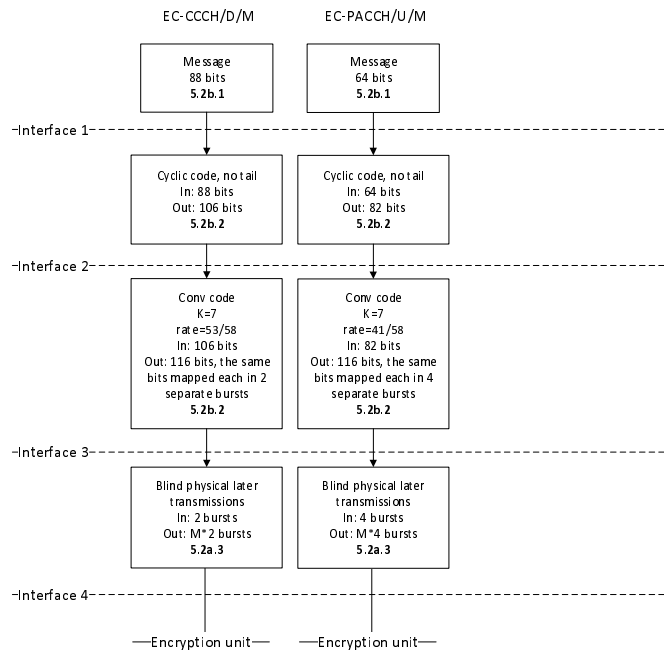 EC-CCCH/D/M
EC-PACCH/U/M
Message
88 bits
5.2b.1
Message
64 bits
5.2b.1
Interface 1
Cyclic code, no tail
In: 88 bits
Out: 106 bits
5.2b.2
Cyclic code, no tail
In: 64 bits
Out: 82 bits
5.2b.2
Interface 2
Conv code
K=7
rate=53/58
In: 106 bits
Out: 116 bits, the same
bits mapped each in 2
separate bursts
5.2b.2
Conv code
K=7
rate=41/58
In: 82 bits
Out: 116 bits, the same
bits mapped each in 4
separate bursts
5.2b.2
Interface 3
Blind physical later
transmissions
In: 2 bursts
Out: M*2 bursts
5.2a.3
Blind physical later
transmissions
In: 4 bursts
Out: M*4 bursts
5.2a.3
Interface 4
Encryption unit
Encryption unit